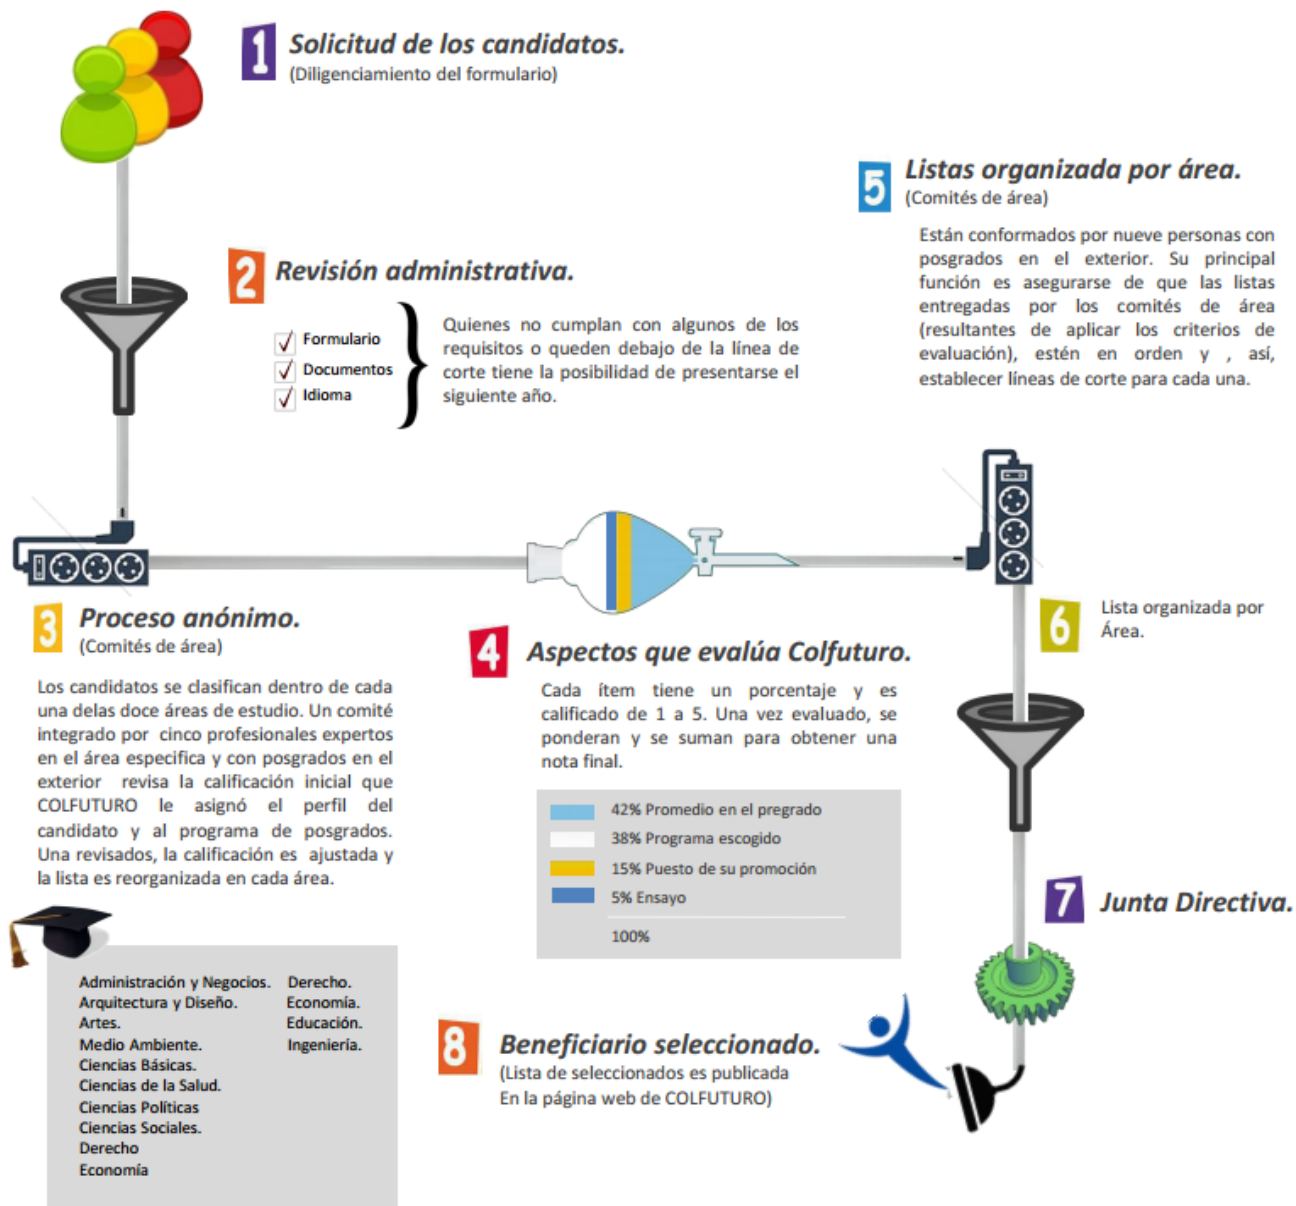 1 Solicitud de los candidatos.
(Diligenciamiento del formulario)
2 Revisión administrativa.
Formulario
Documentos
Idioma
Quienes no cumplan con algunos de los
requisitos o queden debajo de la línea de
corte tiene la posibilidad de presentarse el
siguiente año.
3 Proceso anónimo.
(Comités de área)
Los candidatos se clasifican dentro de cada
una delas doce áreas de estudio. Un comité
integrado por cinco profesionales expertos
en el área especifica y con posgrados en el
exterior revisa la calificación inicial que
COLFUTURO le asignó el perfil del
candidato y al programa de posgrados.
Una revisados, la calificación es ajustada y
la lista es reorganizada en cada área.
Administración y Negocios.
Arquitectura y Diseño.
Artes.
Medio Ambiente.
Ciencias Básicas.
Ciencias de la Salud.
Ciencias Políticas
Ciencias Sociales.
Derecho
Economía
Derecho.
Economía.
Educación.
Ingeniería.
4 Aspectos que evalúa Colfuturo.
Cada ítem tiene un porcentaje y es
calificado de 1 a 5. Una vez evaluado, se
ponderan y se suman para obtener una
nota final.
42% Promedio en el pregrado
38% Programa escogido
15% Puesto de su promoción
5% Ensayo
100%
5 Listas organizada por área.
(Comités de área)
Están conformados por nueve personas con
posgrados en el exterior. Su principal
función es asegurarse de que las listas
entregadas por los comités de área
(resultantes de aplicar los criterios de
evaluación), estén en orden y , así,
establecer líneas de corte para cada una.
6 Lista organizada por
Área.
7 Junta Directiva.
8 Beneficiario seleccionado.
(Lista de seleccionados es publicada
En la página web de COLFUTURO)